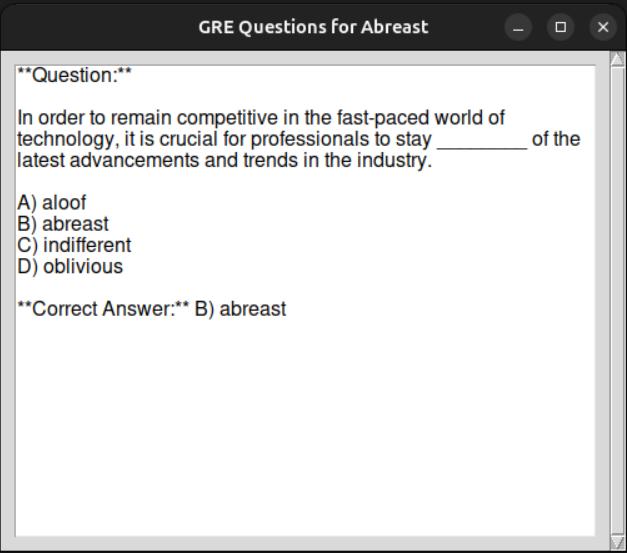 GRE Questions for Abreast
**Question:**
In order to remain competitive in the fast-paced world of
technology, it is crucial for professionals to stay _________ of the
latest advancements and trends in the industry.
A) aloof
B) abreast
C) indifferent
D) oblivious
**Correct Answer:** B) abreast